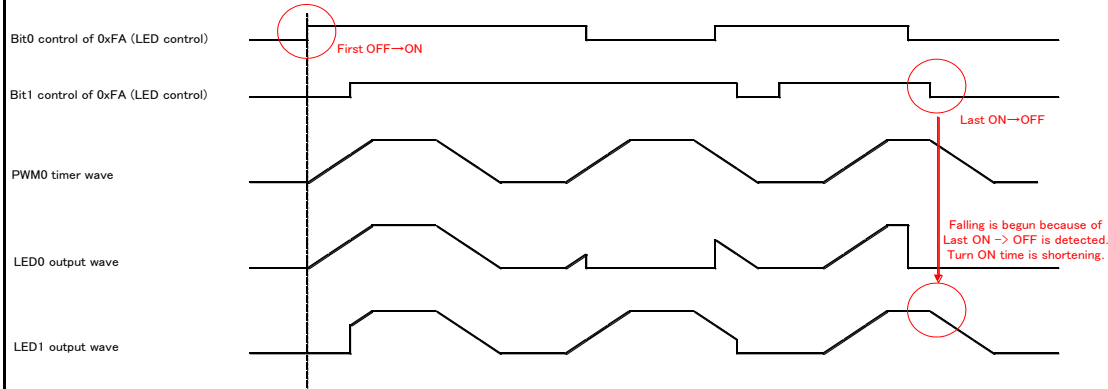 Bit0 control of 0xFA (LED control)
First OFF→ON
Bit1 control of 0xFA (LED control)
Last ON→OFF
PWM0 timer wave
Falling is begun because of
Last ON -> OFF is detected.
Turn ON time is shortening.
LED0 output wave
LED1 output wave